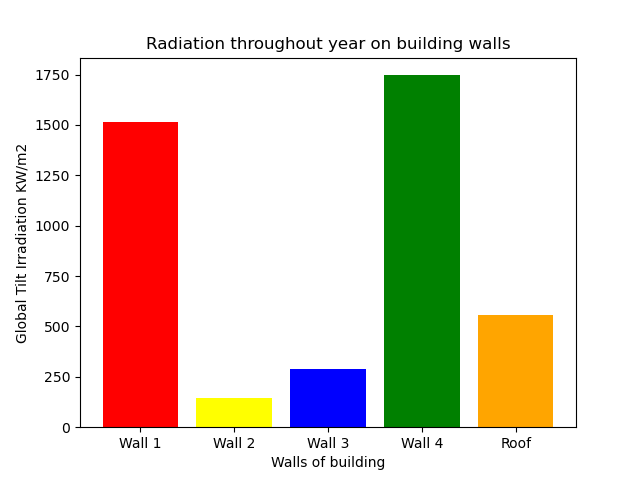 Radiation throughout year on building walls
Global Tilt Irradiation KW/m2
1750
1500
1250
1000
750
500
250
0
Wall 1 Wall 2 Wall 3 Wall 4 Roof
Walls of building